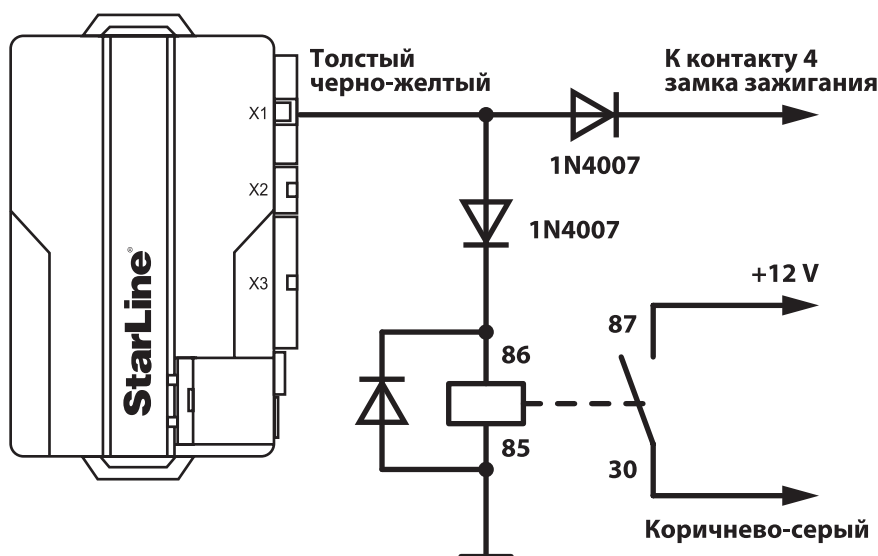 Толстый
черно-желтый
К контакту 4
замка зажигания
X1
1N4007
X2
1N4007
StarLine®
X3
+12 V
87
86
85
30
Коричнево-серый